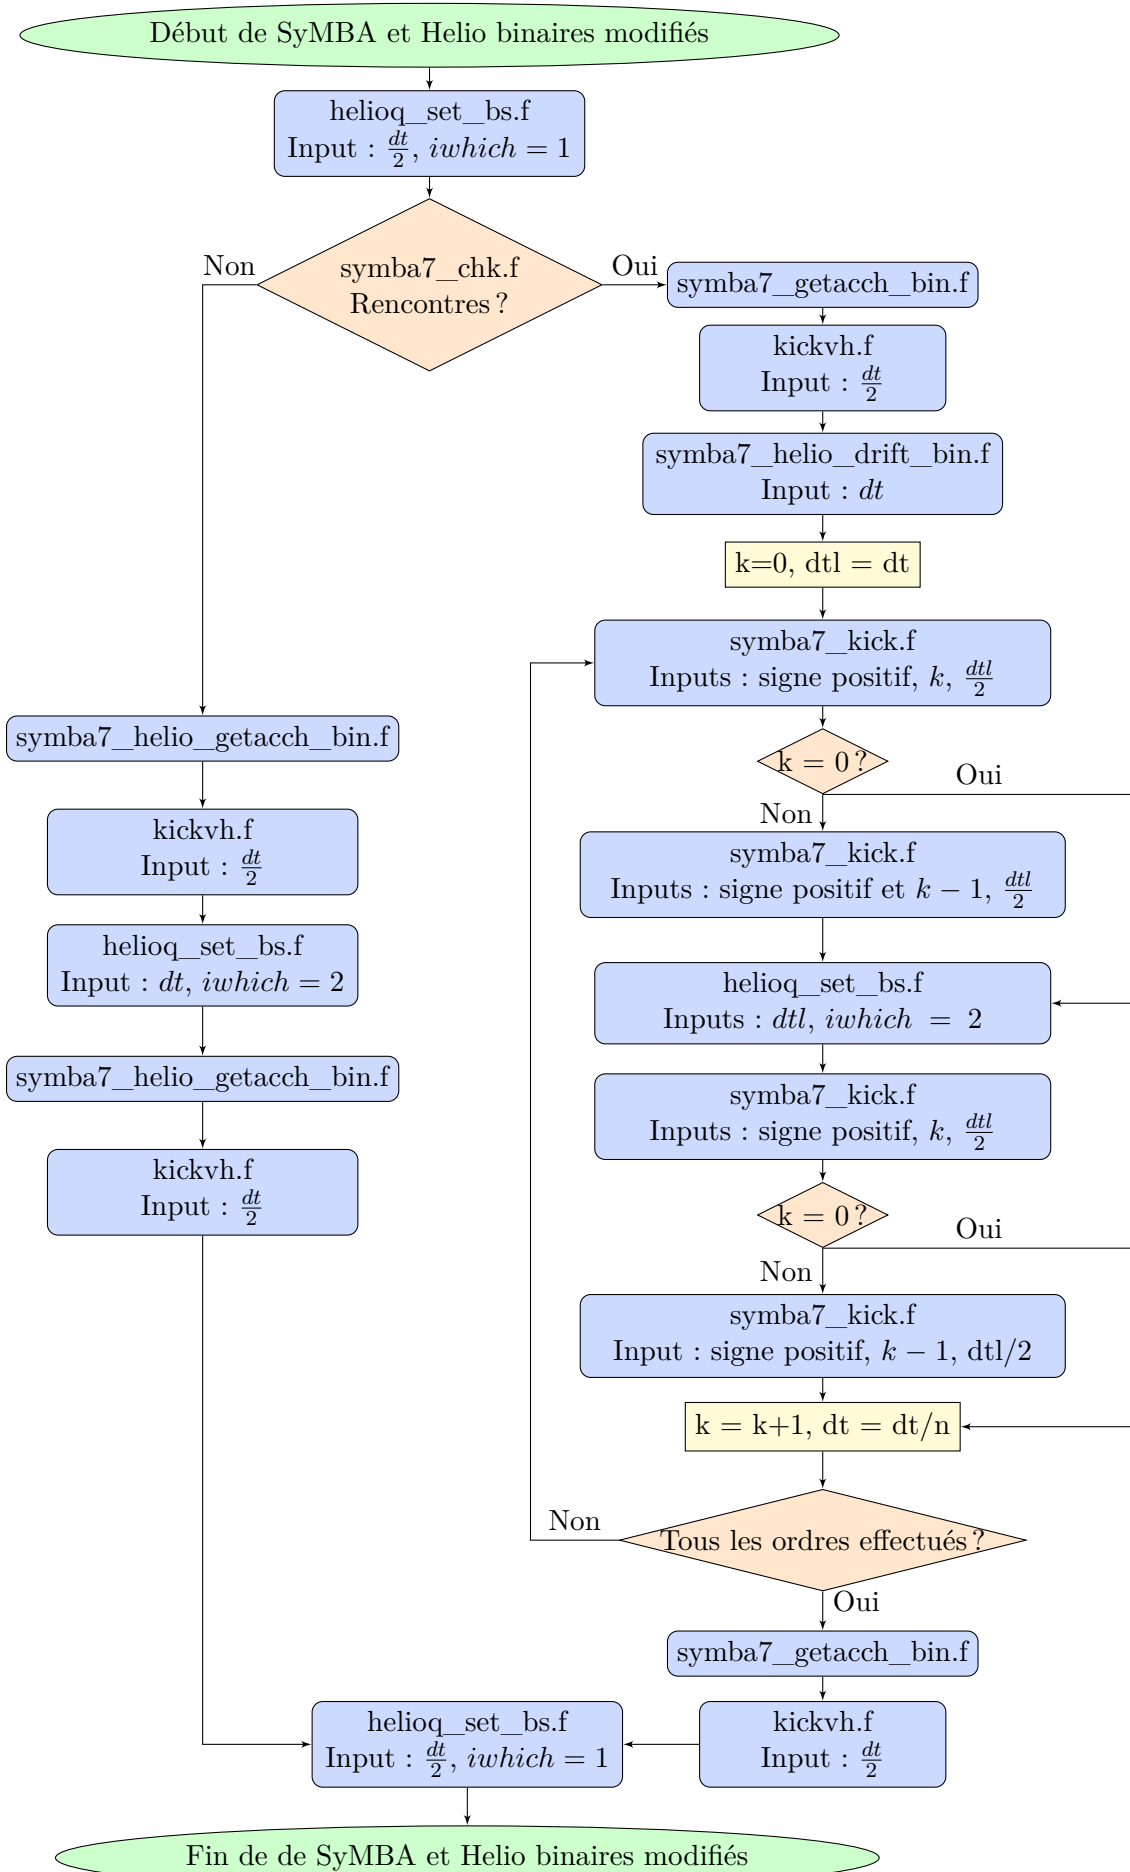 Début de SyMBA et Helio binaires modifiés
helioq_set_bs.f
Input : dt/2, iwhich = 1
symba7_chk.f
Rencontres ?
Non
Oui
symba7_getacch_bin.f
kickvh.f
Input : dt/2
symba7_helio_drift_bin.f
Input : dt
k=0, dtl = dt
symba7_kick.f
Inputs : signe positif, k, dtl/2
k = 0 ?
Oui
Non
symba7_kick.f
Inputs : signe positif et k − 1, dtl/2
helioq_set_bs.f
Inputs : dtl, iwhich = 2
symba7_kick.f
Inputs : signe positif, k, dtl/2
k = 0 ?
Oui
Non
symba7_kick.f
Input : signe positif, k − 1, dtl/2
k = k+1, dt = dt/n
Tous les ordres effectués ?
Non
Oui
symba7_getacch_bin.f
kickvh.f
Input : dt/2
symba7_helio_getacch_bin.f
kickvh.f
Input : dt/2
helioq_set_bs.f
Input : dt, iwhich = 2
symba7_helio_getacch_bin.f
kickvh.f
Input : dt/2
helioq_set_bs.f
Input : dt/2, iwhich = 1
Fin de de SyMBA et Helio binaires modifiés